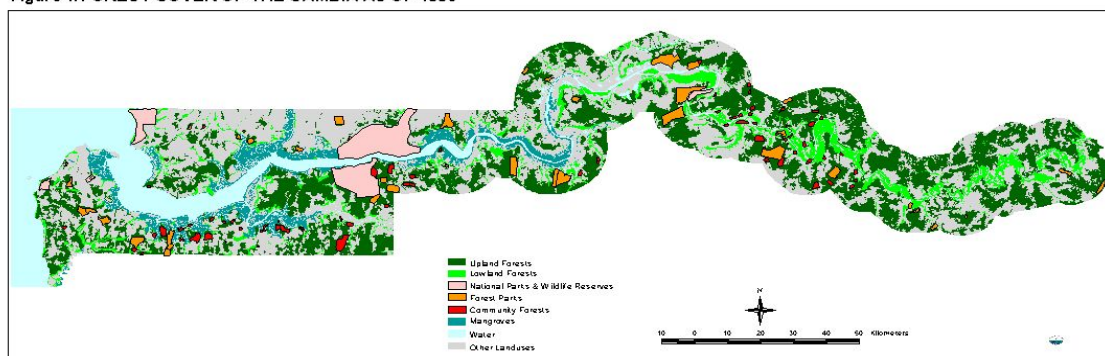 Upland Forests
Lowland Forests
National Parks & Wildlife Reserves
Forest Parks
Community Forests
Mangroves
Water
Other Landuses
N
10 0 10 20 30 40 50 Kilometers